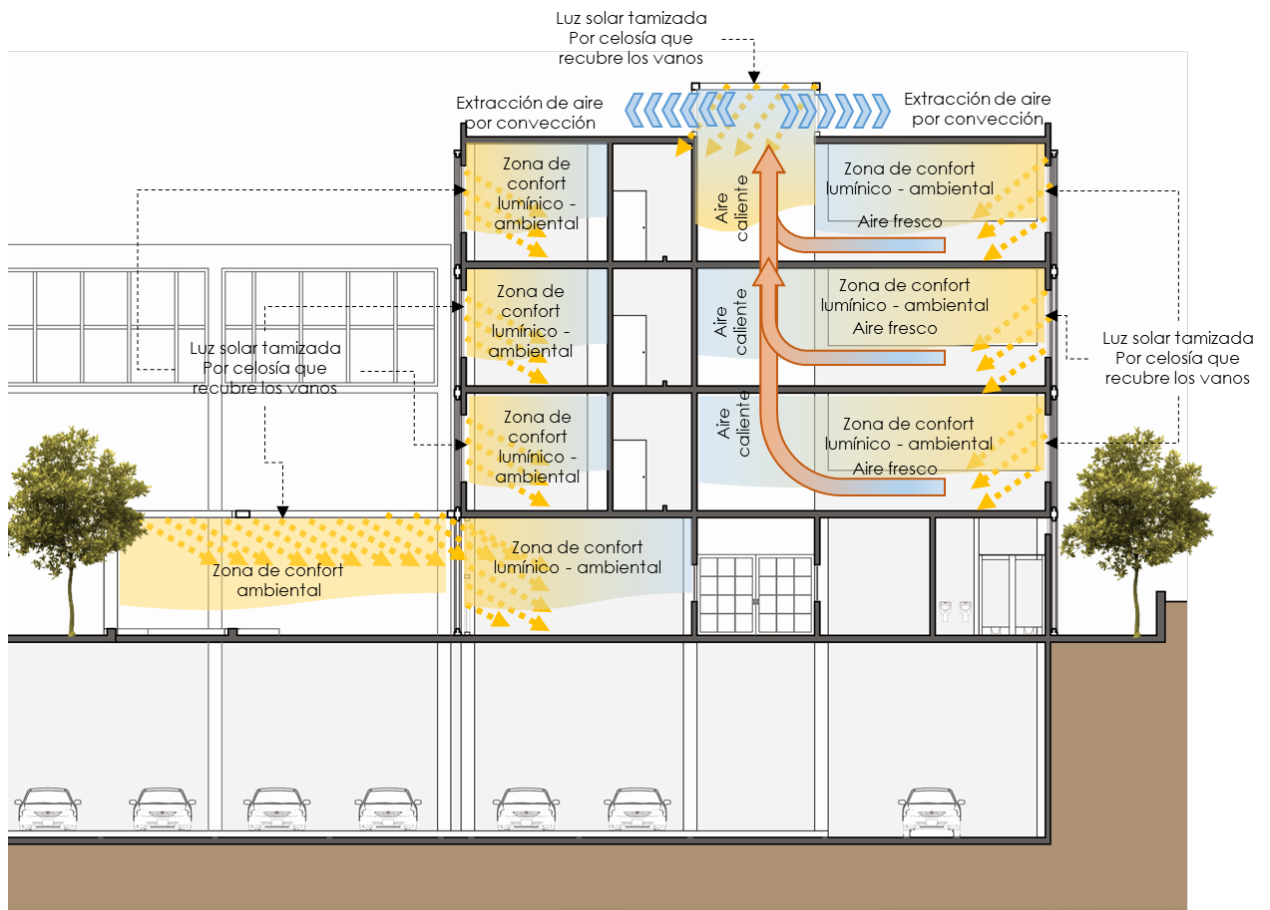 Luz solar tamizada
Por celosía que
recubre los vanos
Extracción de aire
por convección
Extracción de aire
por convección
Zona de
confort
lumínico -
ambiental
Aire
caliente
Zona de confort
lumínico - ambiental
Aire fresco
Zona de
confort
lumínico -
ambiental
Aire
caliente
Zona de confort
lumínico - ambiental
Aire fresco
Luz solar tamizada
Por celosía que
recubre los vanos
Luz solar tamizada
Por celosía que
recubre los vanos
Zona de
confort
lumínico -
ambiental
Aire
caliente
Zona de confort
lumínico - ambiental
Aire fresco
Zona de confort
ambiental
Zona de confort
lumínico - ambiental